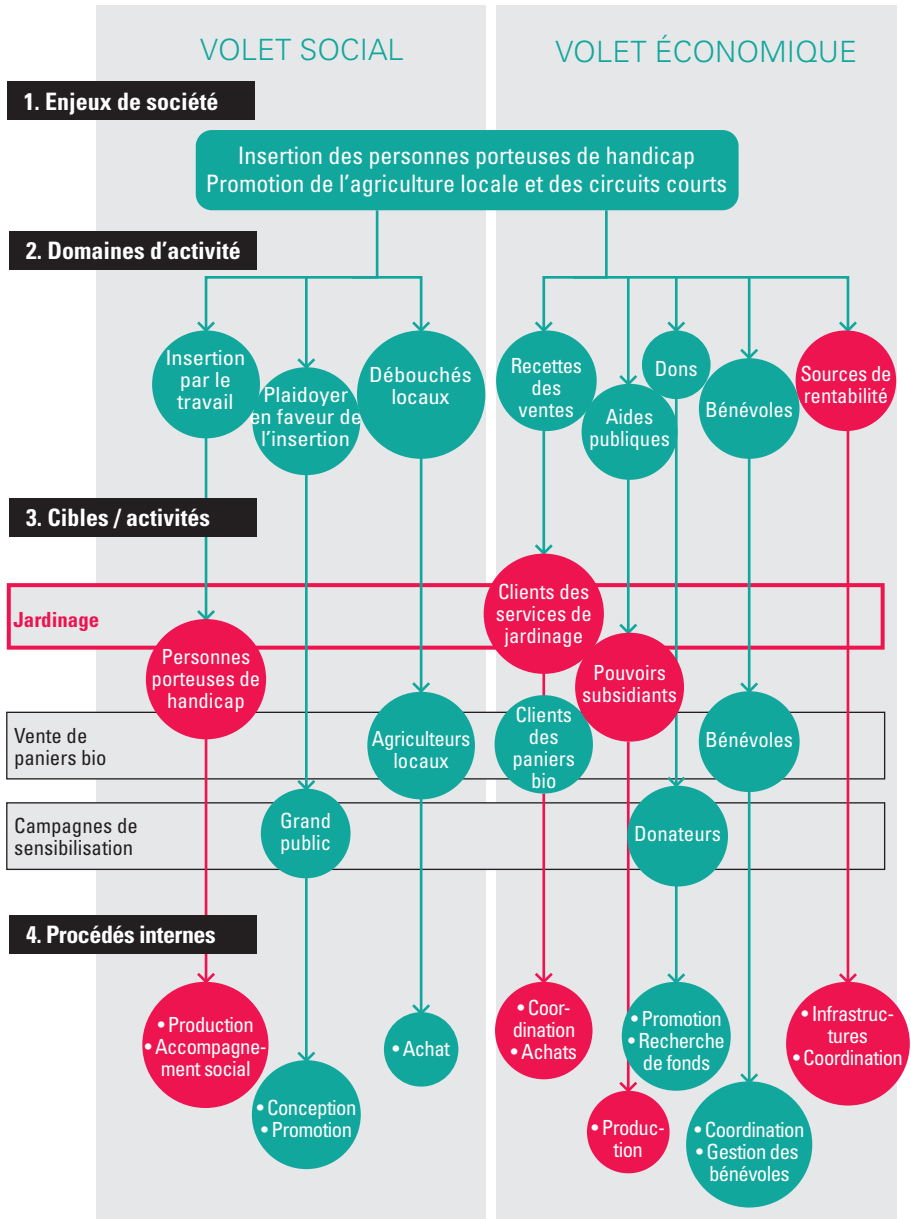 VOLET SOCIAL
VOLET ÉCONOMIQUE
1. Enjeux de société
Insertion des personnes porteuses de handicap
Promotion de l’agriculture locale et des circuits courts
2. Domaines d’activité
Insertion
par le
travail
Plaidoyer
en faveur de
l’insertion
Débouchés
locaux
Recettes
des
ventes
Aides
publiques
Dons
Bénévoles
Sources de
rentabilité
3. Cibles / activités
Jardinage
Clients des
services de
jardinage
Personnes
porteuses de
handicap
Pouvoirs
subsidiants
Vente de
paniers bio
Agriculteurs
locaux
Clients
des
paniers
bio
Bénévoles
Campagnes de
sensibilisation
Grand
public
Donateurs
4. Procédés internes
• Production
• Accompagne-
ment social
• Conception
• Promotion
• Achat
• Coor-
dination
• Achats
• Produc-
tion
• Promotion
• Recherche
de fonds
• Coordination
• Gestion des
bénévoles
• Infrastruc-
tures
• Coordination